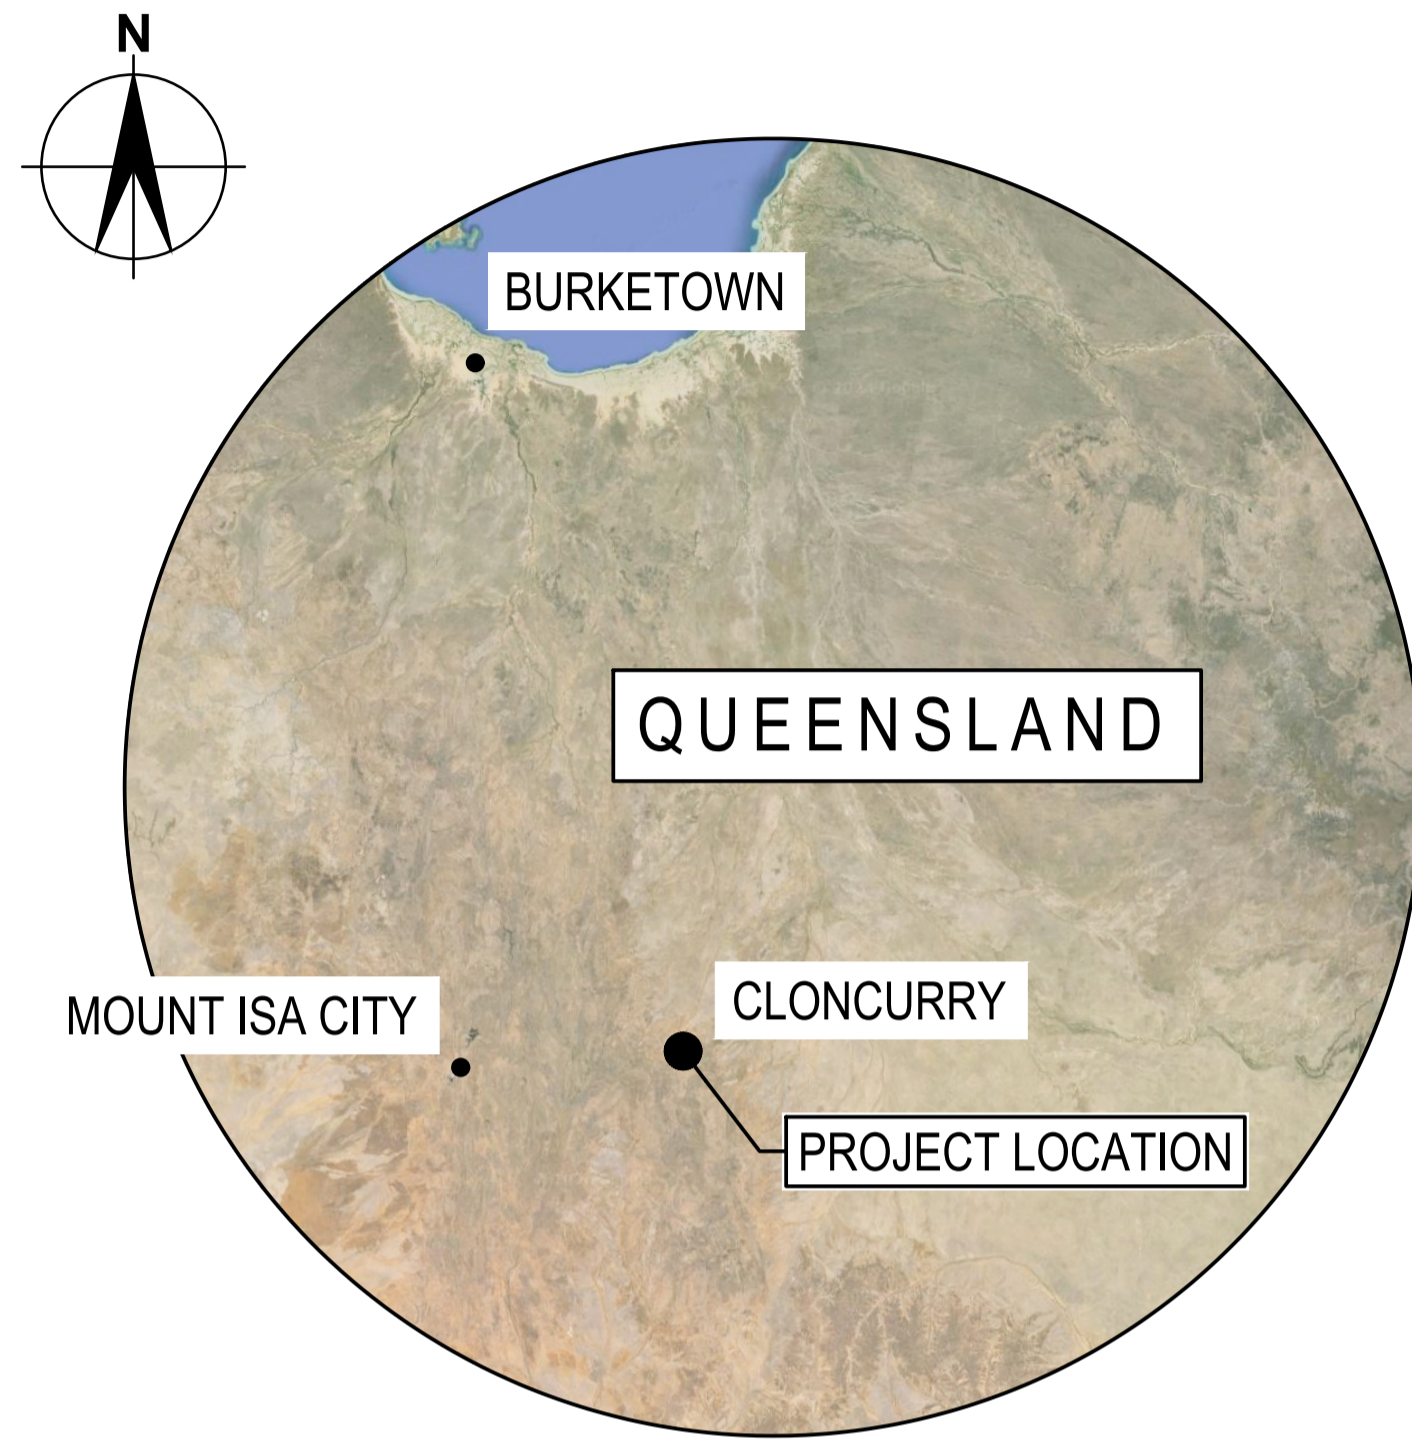 N
BURKETOWN
QUEENSLAND
MOUNT ISA CITY
CLONCURRY
PROJECT LOCATION